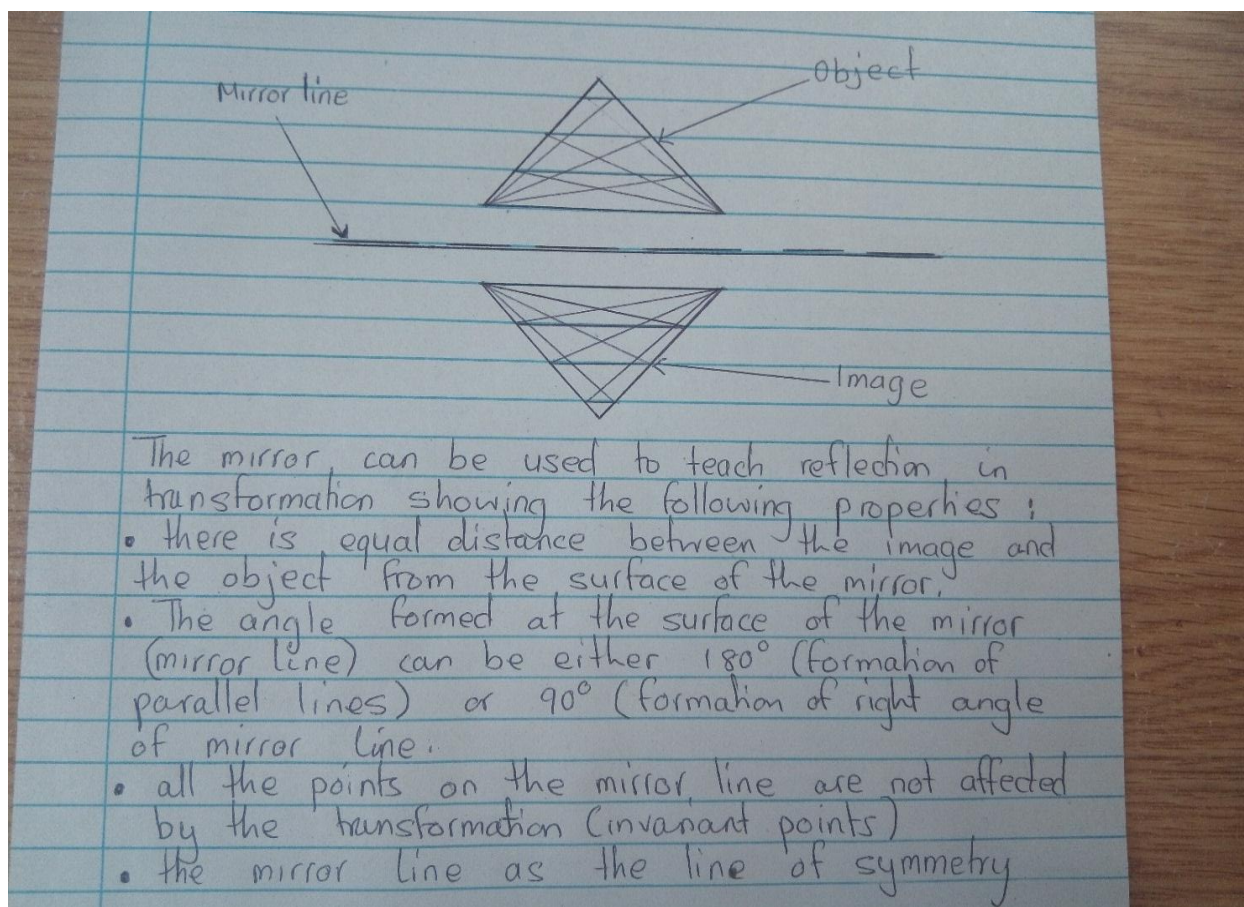 Mirror line
Object
Image
The mirror can be used to teach reflection in
transformation showing the following properties :
• there is equal distance between the image and
the object from the surface of the mirror.
• The angle formed at the surface of the mirror
(mirror line) can be either 180° (formation of
parallel lines) or 90° (formation of right angle
of mirror line.
• all the points on the mirror line are not affected
by the transformation (invariant points)
• the mirror line as the line of symmetry